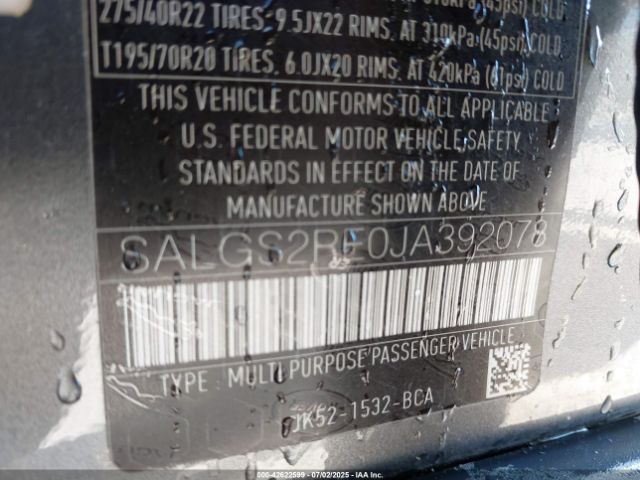 275/40R22 TIRES. 9.5JX22 RIMS. AT 310kPa (45psi) COLD
T195/70R20 TIRES. 6.0JX20 RIMS. AT 420kPa (61psi) COLD
THIS VEHICLE CONFORMS TO ALL APPLICABLE
U.S. FEDERAL MOTOR VEHICLE SAFETY
STANDARDS IN EFFECT ON THE DATE OF
MANUFACTURE SHOWN ABOVE
SALGS2RE0JA392078
TYPE : MULTI PURPOSE PASSENGER VEHICLE
JK52-1532-BCA
000-42622599 - 07/02/2025 - IAAI.com